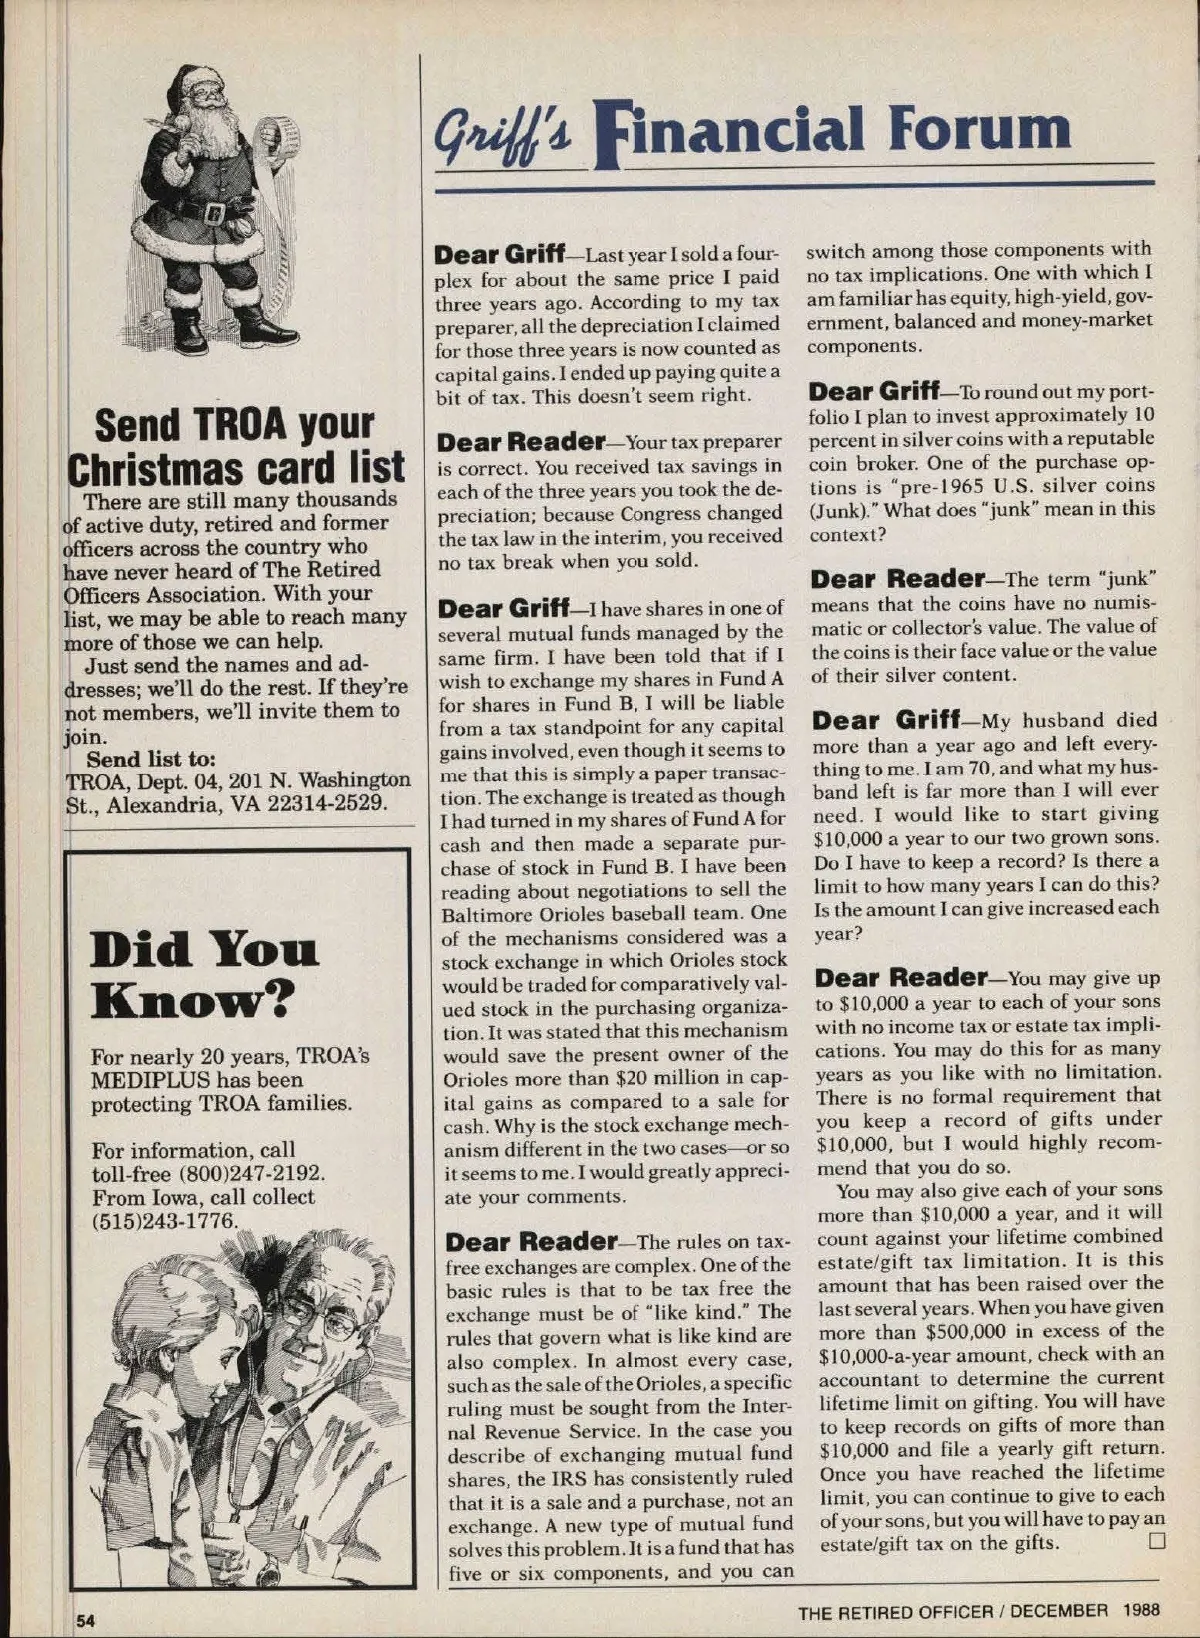 Send TROA your
Christmas card list
There are still many thousands
of active duty, retired and former
officers across the country who
have never heard of The Retired
Officers Association. With your
list, we may be able to reach many
more of those we can help.
Just send the names and ad-
dresses; we'll do the rest. If they're
not members, we'll invite them to
join.
Send list to:
TROA, Dept. 04, 201 N. Washington
St., Alexandria, VA 22314-2529.
Did You
Know?
For nearly 20 years, TROA's
MEDIPLUS has been
protecting TROA families.
For information, call
toll-free (800)247-2192.
From Iowa, call collect
(515)243-1776.
Griff's Financial Forum
Dear Griff—Last year I sold a four-
plex for about the same price I paid
three years ago. According to my tax
preparer, all the depreciation I claimed
for those three years is now counted as
capital gains. I ended up paying quite a
bit of tax. This doesn't seem right.
Dear Reader—Your tax preparer
is correct. You received tax savings in
each of the three years you took the de-
preciation; because Congress changed
the tax law in the interim, you received
no tax break when you sold.
Dear Griff—I have shares in one of
several mutual funds managed by the
same firm. I have been told that if I
wish to exchange my shares in Fund A
for shares in Fund B, I will be liable
from a tax standpoint for any capital
gains involved, even though it seems to
me that this is simply a paper transac-
tion. The exchange is treated as though
I had turned in my shares of Fund A for
cash and then made a separate pur-
chase of stock in Fund B. I have been
reading about negotiations to sell the
Baltimore Orioles baseball team. One
of the mechanisms considered was a
stock exchange in which Orioles stock
would be traded for comparatively val-
ued stock in the purchasing organiza-
tion. It was stated that this mechanism
would save the present owner of the
Orioles more than $20 million in cap-
ital gains as compared to a sale for
cash. Why is the stock exchange mech-
anism different in the two cases—or so
it seems to me. I would greatly appreci-
ate your comments.
Dear Reader—The rules on tax-
free exchanges are complex. One of the
basic rules is that to be tax free the
exchange must be of "like kind." The
rules that govern what is like kind are
also complex. In almost every case,
such as the sale of the Orioles, a specific
ruling must be sought from the Inter-
nal Revenue Service. In the case you
describe of exchanging mutual fund
shares, the IRS has consistently ruled
that it is a sale and a purchase, not an
exchange. A new type of mutual fund
solves this problem. It is a fund that has
five or six components, and you can
switch among those components with
no tax implications. One with which I
am familiar has equity, high-yield, gov-
ernment, balanced and money-market
components.
Dear Griff—To round out my port-
folio I plan to invest approximately 10
percent in silver coins with a reputable
coin broker. One of the purchase op-
tions is "pre-1965 U.S. silver coins
(Junk)." What does "junk" mean in this
context?
Dear Reader—The term "junk"
means that the coins have no numis-
matic or collector's value. The value of
the coins is their face value or the value
of their silver content.
Dear Griff—My husband died
more than a year ago and left every-
thing to me. I am 70, and what my hus-
band left is far more than I will ever
need. I would like to start giving
$10,000 a year to our two grown sons.
Do I have to keep a record? Is there a
limit to how many years I can do this?
Is the amount I can give increased each
year?
Dear Reader—You may give up
to $10,000 a year to each of your sons
with no income tax or estate tax impli-
cations. You may do this for as many
years as you like with no limitation.
There is no formal requirement that
you keep a record of gifts under
$10,000, but I would highly recom-
mend that you do so.
You may also give each of your sons
more than $10,000 a year, and it will
count against your lifetime combined
estate/gift tax limitation. It is this
amount that has been raised over the
last several years. When you have given
more than $500,000 in excess of the
$10,000-a-year amount, check with an
accountant to determine the current
lifetime limit on gifting. You will have
to keep records on gifts of more than
$10,000 and file a yearly gift return.
Once you have reached the lifetime
limit, you can continue to give to each
of your sons, but you will have to pay an
estate/gift tax on the gifts. □
54
THE RETIRED OFFICER / DECEMBER 1988